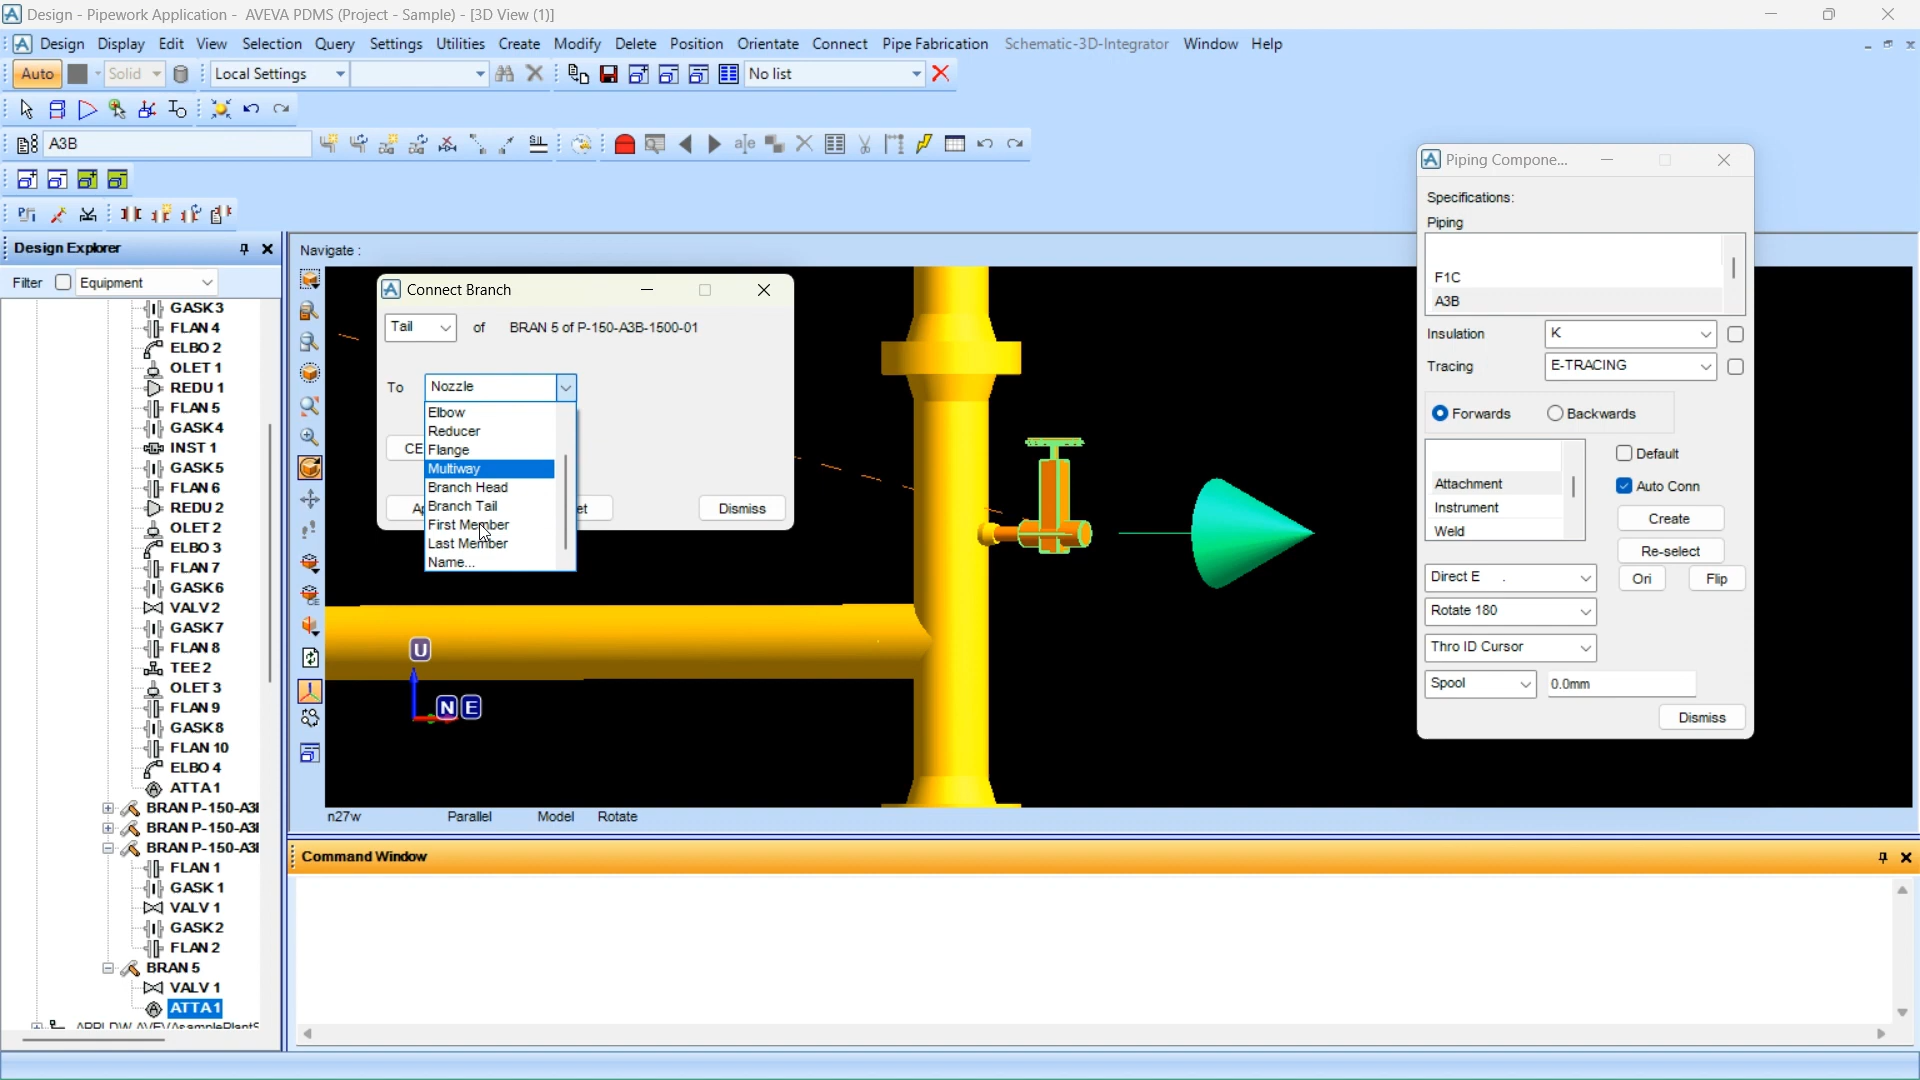 Design - Pipework Application - AVEVA PDMS (Project - Sample) - [3D View (1)]
Design Display Edit View Selection Query Settings Utilities Create Modify Delete Position Orientate Connect Pipe Fabrication Schematic-3D-Integrator Window Help
Auto Solid Local Settings No list
A3B
Design Explorer
Filter Equipment
GASK 3
FLAN 4
ELBO 2
OLET 1
REDU 1
FLAN 5
GASK 4
INST 1
GASK 5
FLAN 6
REDU 2
OLET 2
ELBO 3
FLAN 7
GASK 6
VALV 2
GASK 7
FLAN 8
TEE 2
OLET 3
FLAN 9
GASK 8
FLAN 10
ELBO 4
ATTA 1
BRAN P-150-A3
BRAN P-150-A3
BRAN P-150-A3
FLAN 1
GASK 1
VALV 1
GASK 2
FLAN 2
BRAN 5
VALV 1
ATTA 1
Navigate :
Connect Branch
Tail of BRAN 5 of P-150-A3B-1500-01
To Nozzle
Elbow
Reducer
Flange
Multiway
Branch Head
Branch Tail
First Member
Last Member
Name...
CE
Ap
et
Dismiss
U
N E
n27w Parallel Model Rotate
Command Window
Piping Compone...
Specifications:
Piping
F1C
A3B
Insulation K
Tracing E-TRACING
Forwards Backwards
Attachment
Instrument
Weld
Default
Auto Conn
Create
Re-select
Direct E .
Ori Flip
Rotate 180
Thro ID Cursor
Spool 0.0mm
Dismiss